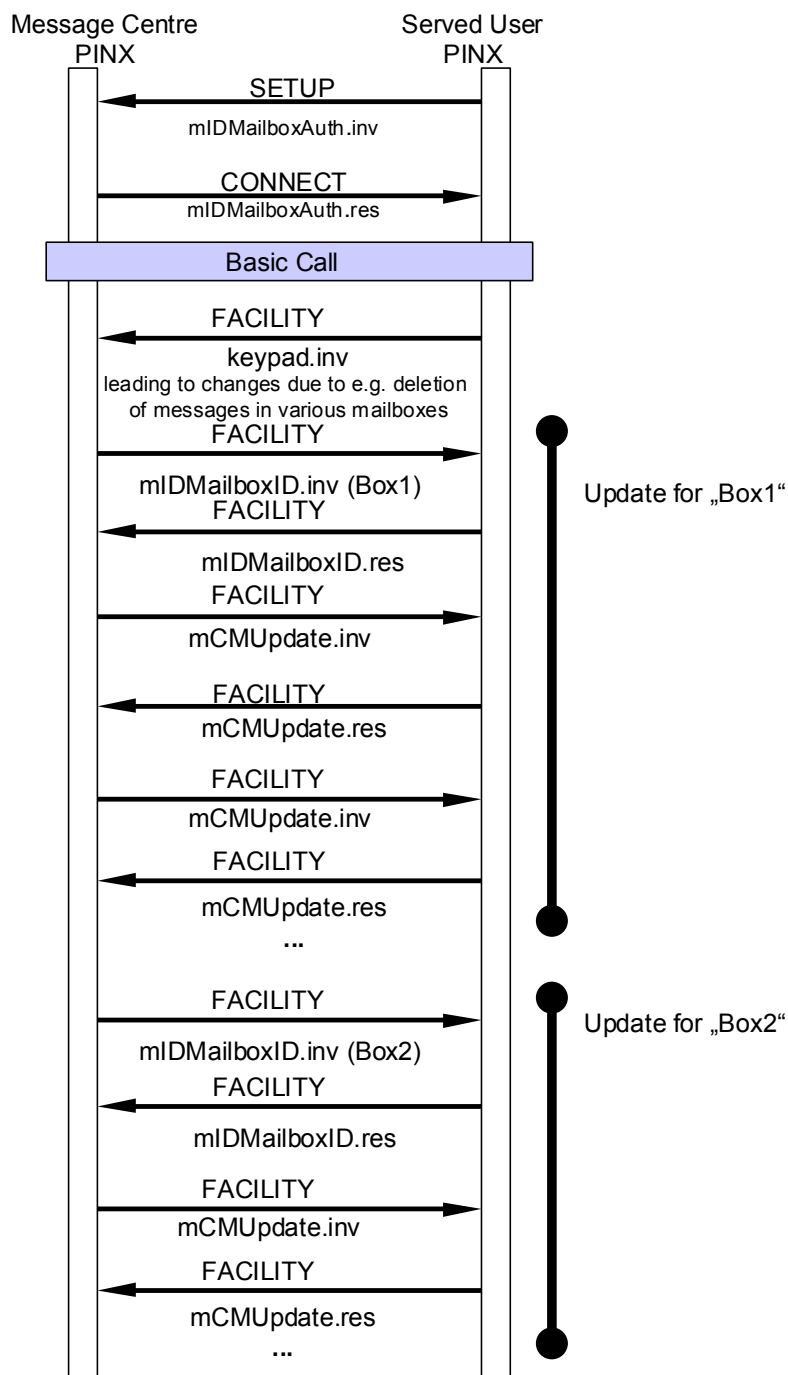 Message Centre PINX
Served User PINX
SETUP
mIDMailboxAuth.inv
CONNECT
mIDMailboxAuth.res
Basic Call
FACILITY
keypad.inv
leading to changes due to e.g. deletion
of messages in various mailboxes
FACILITY
mIDMailboxID.inv (Box1)
Update for „Box1“
FACILITY
mIDMailboxID.res
FACILITY
mCMUpdate.inv
FACILITY
mCMUpdate.res
FACILITY
mCMUpdate.inv
FACILITY
mCMUpdate.res
...
FACILITY
Update for „Box2“
mIDMailboxID.inv (Box2)
FACILITY
mIDMailboxID.res
FACILITY
mCMUpdate.inv
FACILITY
mCMUpdate.res
...